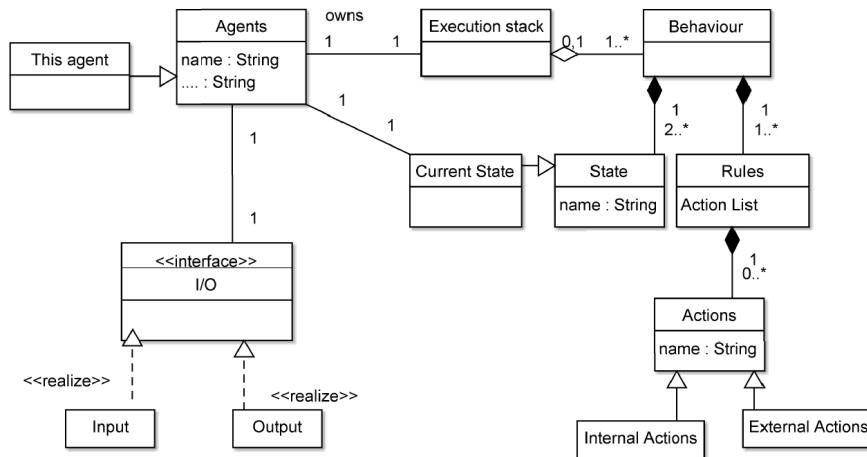 owns
Agents
Execution stack
Behaviour
This agent
name : String
.... : String
1
1
0,1
1..*
1
1
1
2..*
1
1..*
1
1
Current State
State
name : String
Rules
Action List
<<interface>>
I/O
1
0..*
Actions
name : String
<<realize>>
<<realize>>
Input
Output
Internal Actions
External Actions